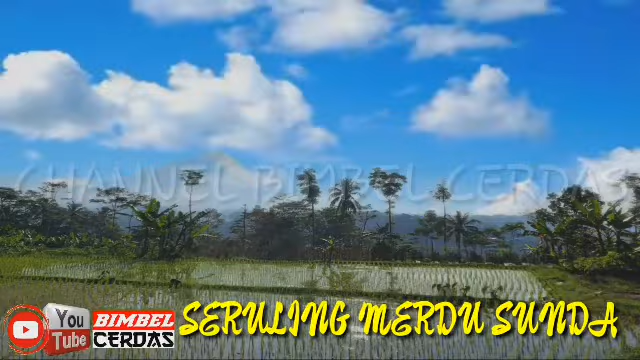 CHANNEL BIMBEL CERDAS
You
Tube
BIMBEL
CERDAS
SERULING MERDU SUNDA